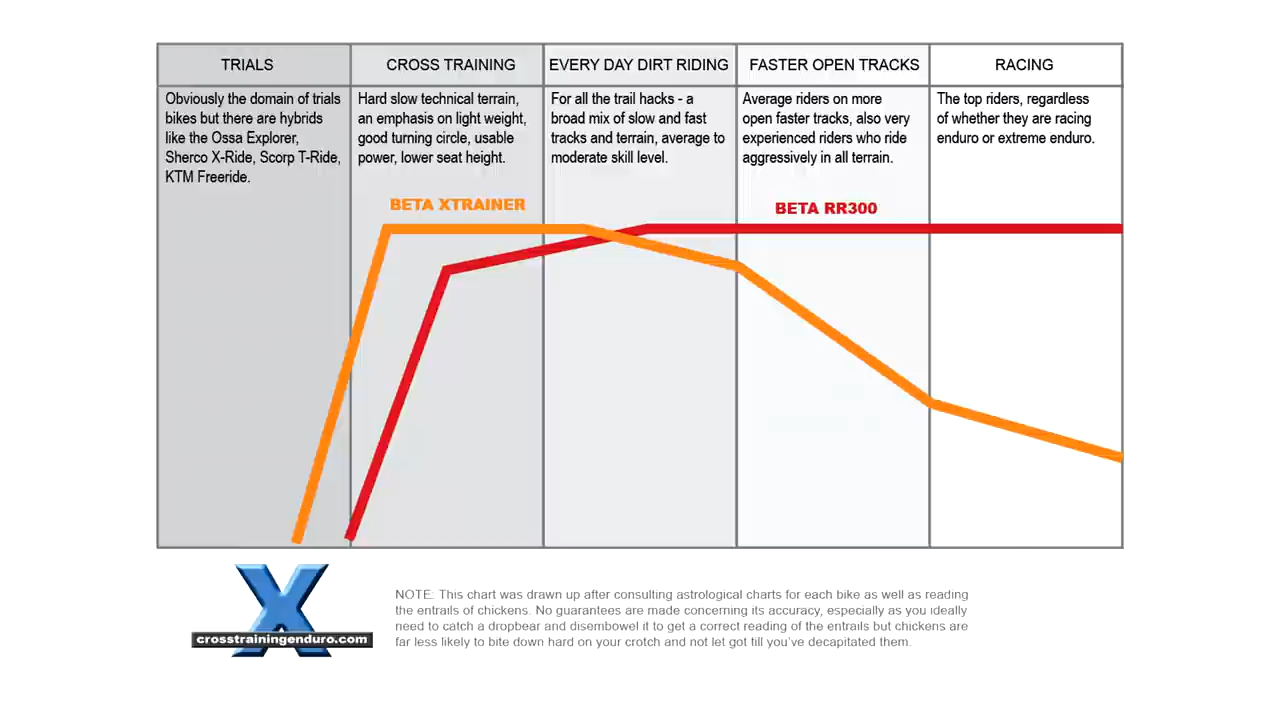 TRIALS
CROSS TRAINING
EVERY DAY DIRT RIDING
FASTER OPEN TRACKS
RACING
Obviously the domain of trials
bikes but there are hybrids
like the Ossa Explorer,
Sherco X-Ride, Scorp T-Ride,
KTM Freeride.
Hard slow technical terrain,
an emphasis on light weight,
good turning circle, usable
power, lower seat height.
For all the trail hacks - a
broad mix of slow and fast
tracks and terrain, average to
moderate skill level.
Average riders on more
open faster tracks, also very
experienced riders who ride
aggressively in all terrain.
The top riders, regardless
of whether they are racing
enduro or extreme enduro.
BETA XTRAINER
BETA RR300
X
crosstrainingenduro.com
NOTE: This chart was drawn up after consulting astrological charts for each bike as well as reading
the entrails of chickens. No guarantees are made concerning its accuracy, especially as you ideally
need to catch a dropbear and disembowel it to get a correct reading of the entrails but chickens are
far less likely to bite down hard on your crotch and not let got till you've decapitated them.